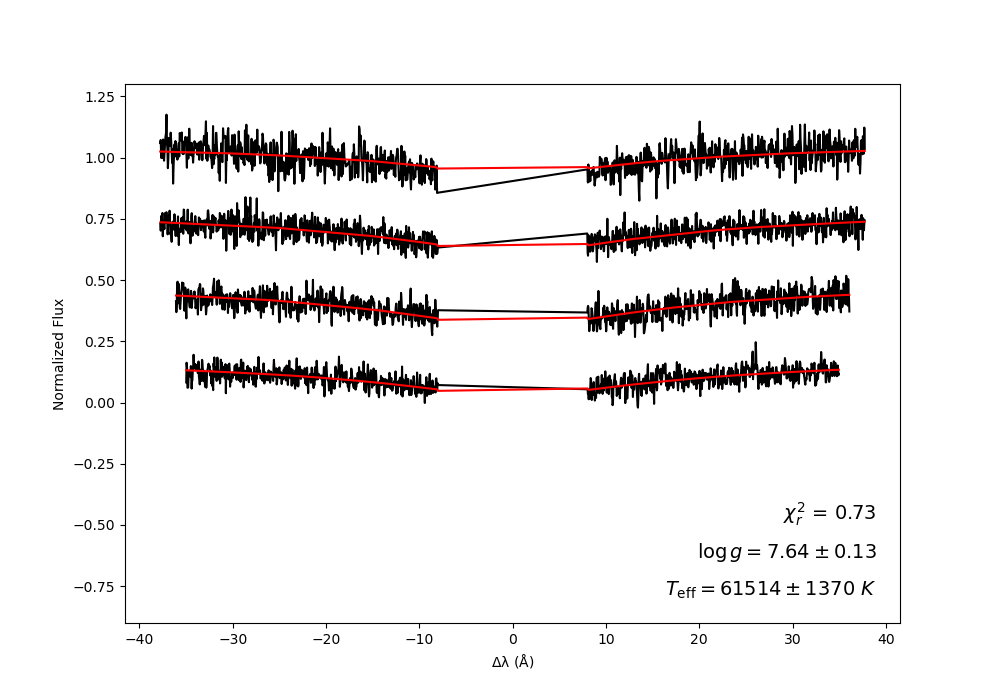 1.25
1.00
0.75
0.50
0.25
0.00
−0.25
−0.50
−0.75
Normalized Flux
χ²ᵣ = 0.73
log g = 7.64 ± 0.13
T_eff = 61514 ± 1370 K
−40 −30 −20 −10 0 10 20 30 40
Δλ (Å)